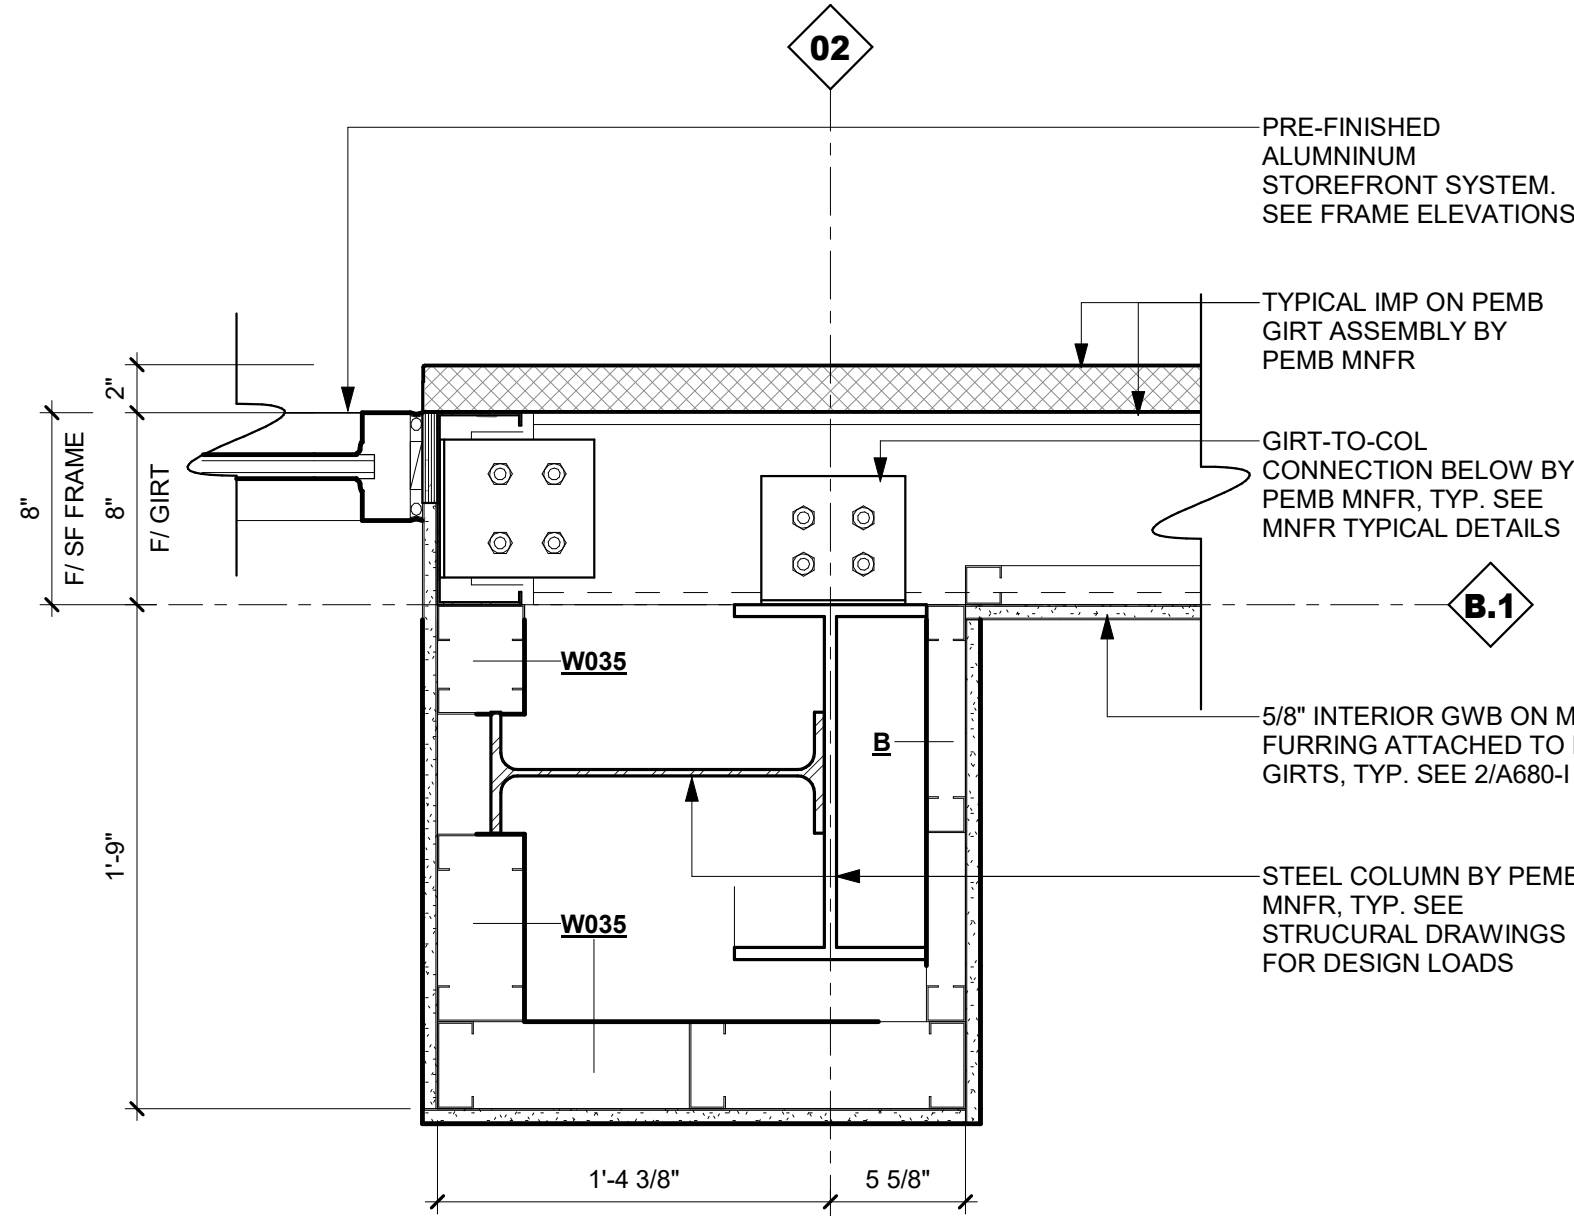 02
PRE-FINISHED
ALUMNINUM
STOREFRONT SYSTEM.
SEE FRAME ELEVATIONS
TYPICAL IMP ON PEMB
GIRT ASSEMBLY BY
PEMB MNFR
2"
8"
F/ SF FRAME
8"
F/ GIRT
GIRT-TO-COL
CONNECTION BELOW BY
PEMB MNFR, TYP. SEE
MNFR TYPICAL DETAILS
B.1
W035
5/8" INTERIOR GWB ON M
FURRING ATTACHED TO
GIRTS, TYP. SEE 2/A680-I
B
1'-9"
STEEL COLUMN BY PEMB
MNFR, TYP. SEE
STRUCURAL DRAWINGS
FOR DESIGN LOADS
W035
1'-4 3/8"
5 5/8"